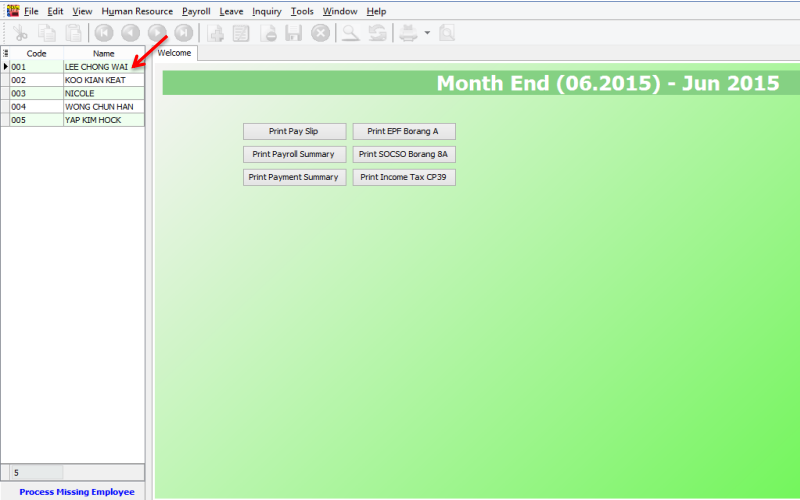 File Edit View Human Resource Payroll Leave Inquiry Tools Window Help
Code Name
001 LEE CHONG WAI
002 KOO KIAN KEAT
003 NICOLE
004 WONG CHUN HAN
005 YAP KIM HOCK
5
Process Missing Employee
Welcome
Month End (06.2015) - Jun 2015
Print Pay Slip Print EPF Borang A
Print Payroll Summary Print SOCSO Borang 8A
Print Payment Summary Print Income Tax CP39